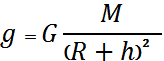 g = G M / (R + h)²